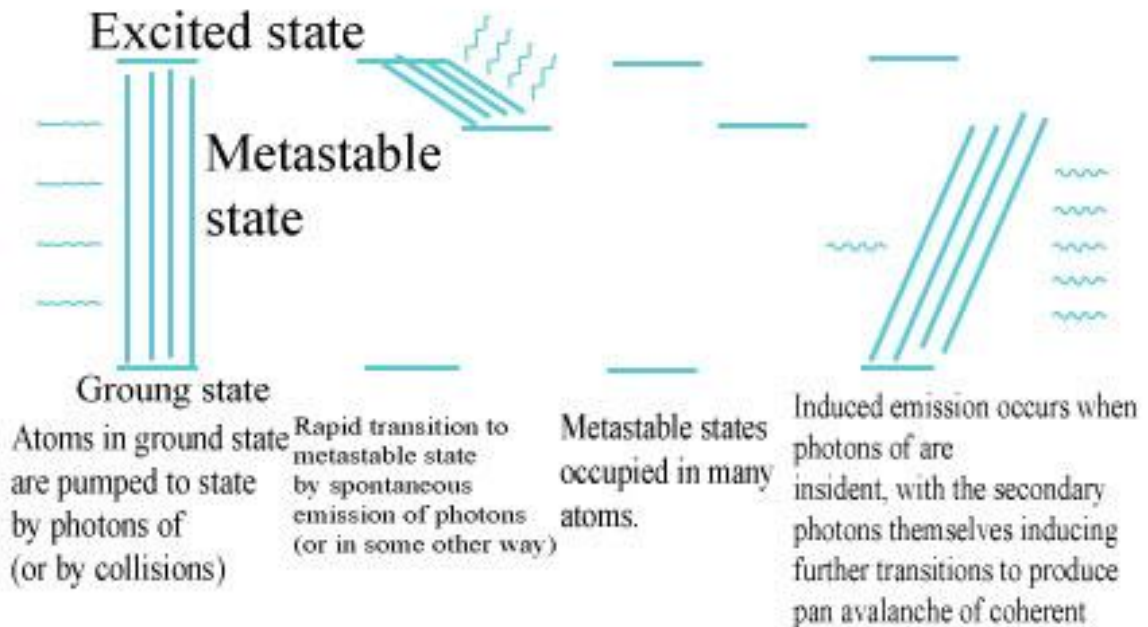 Excited state
Metastable
state
Groung state
Atoms in ground state
are pumped to state
by photons of
(or by collisions)
Rapid transition to
metastable state
by spontaneous
emission of photons
(or in some other way)
Metastable states
occupied in many
atoms.
Induced emission occurs when
photons of are
insident, with the secondary
photons themselves inducing
further transitions to produce
pan avalanche of coherent